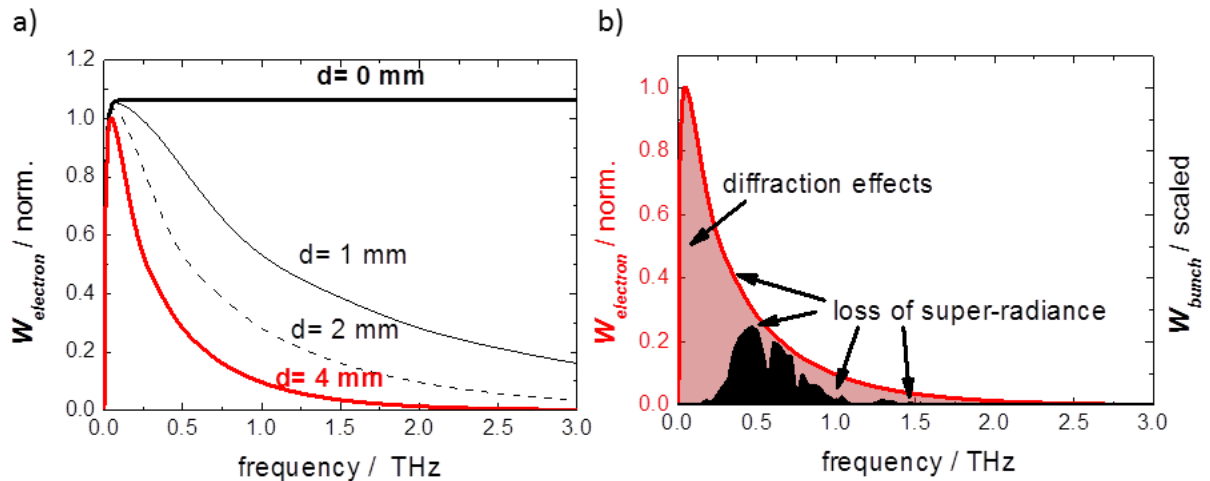 a)
1.2
1.0
0.8
0.6
0.4
0.2
0.0
W electron / norm.
d= 0 mm
d= 1 mm
d= 2 mm
d= 4 mm
0.0 0.5 1.0 1.5 2.0 2.5 3.0
frequency / THz
b)
1.0
0.8
0.6
0.4
0.2
0.0
W electron / norm.
diffraction effects
loss of super-radiance
W bunch / scaled
0.0 0.5 1.0 1.5 2.0 2.5 3.0
frequency / THz